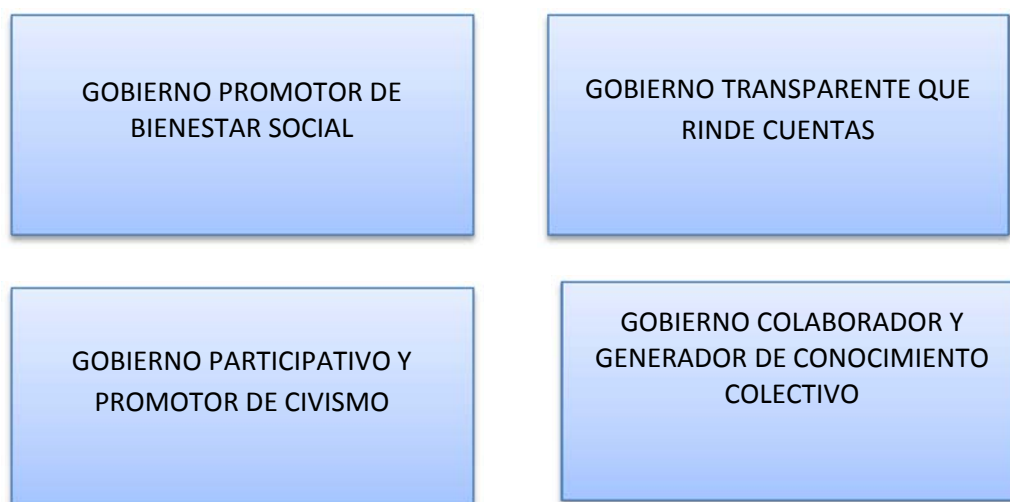 GOBIERNO PROMOTOR DE
BIENESTAR SOCIAL
GOBIERNO TRANSPARENTE QUE
RINDE CUENTAS
GOBIERNO PARTICIPATIVO Y
PROMOTOR DE CIVISMO
GOBIERNO COLABORADOR Y
GENERADOR DE CONOCIMIENTO
COLECTIVO